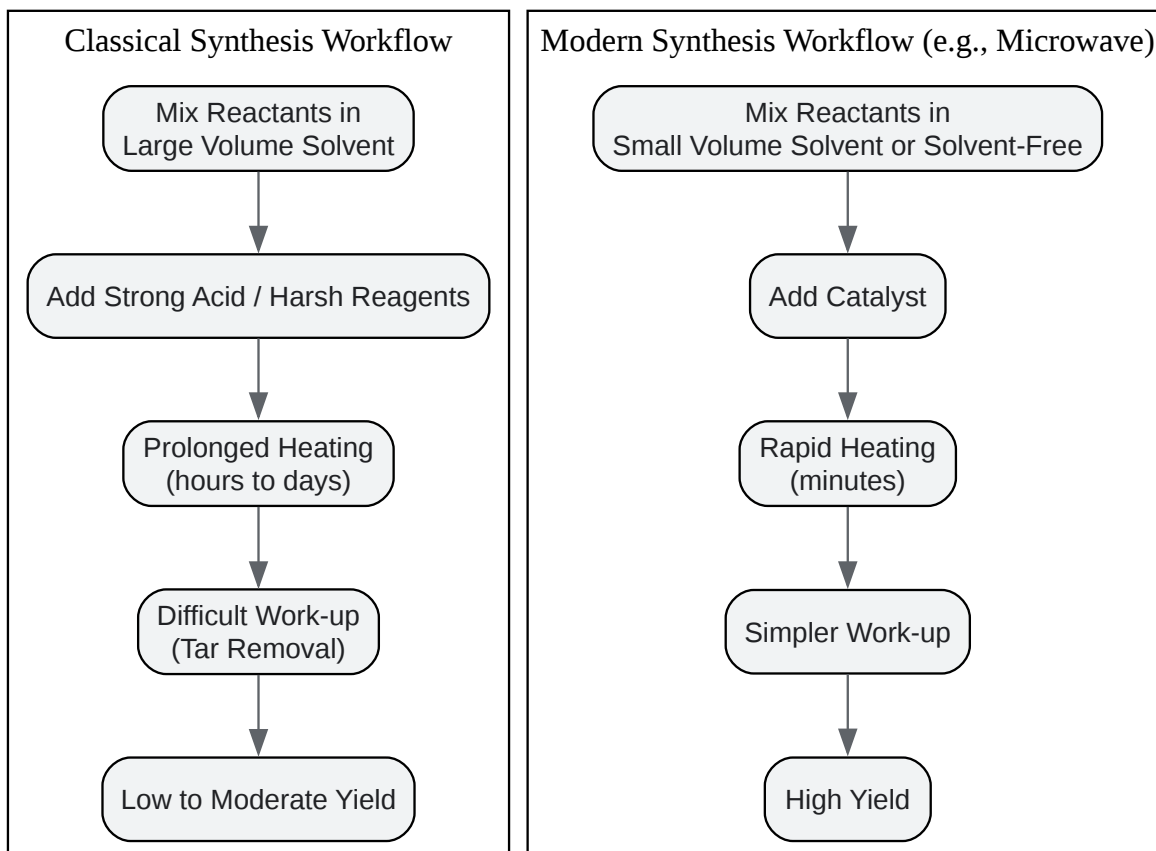 Classical Synthesis Workflow
Mix Reactants in
Large Volume Solvent
Add Strong Acid / Harsh Reagents
Prolonged Heating
(hours to days)
Difficult Work-up
(Tar Removal)
Low to Moderate Yield
Modern Synthesis Workflow (e.g., Microwave)
Mix Reactants in
Small Volume Solvent or Solvent-Free
Add Catalyst
Rapid Heating
(minutes)
Simpler Work-up
High Yield